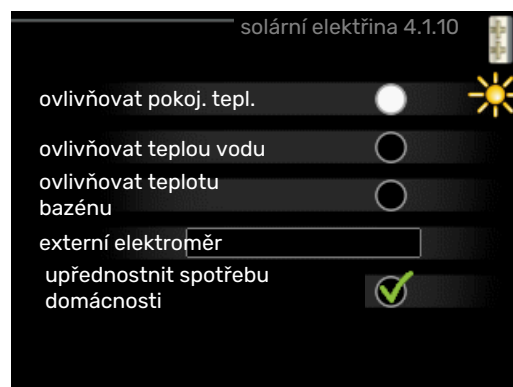 solární elektřina 4.1.10
ovlivňovat pokoj. tepl.
ovlivňovat teplou vodu
ovlivňovat teplotu
bazénu
externí elektroměr
upřednostnit spotřebu
domácnosti